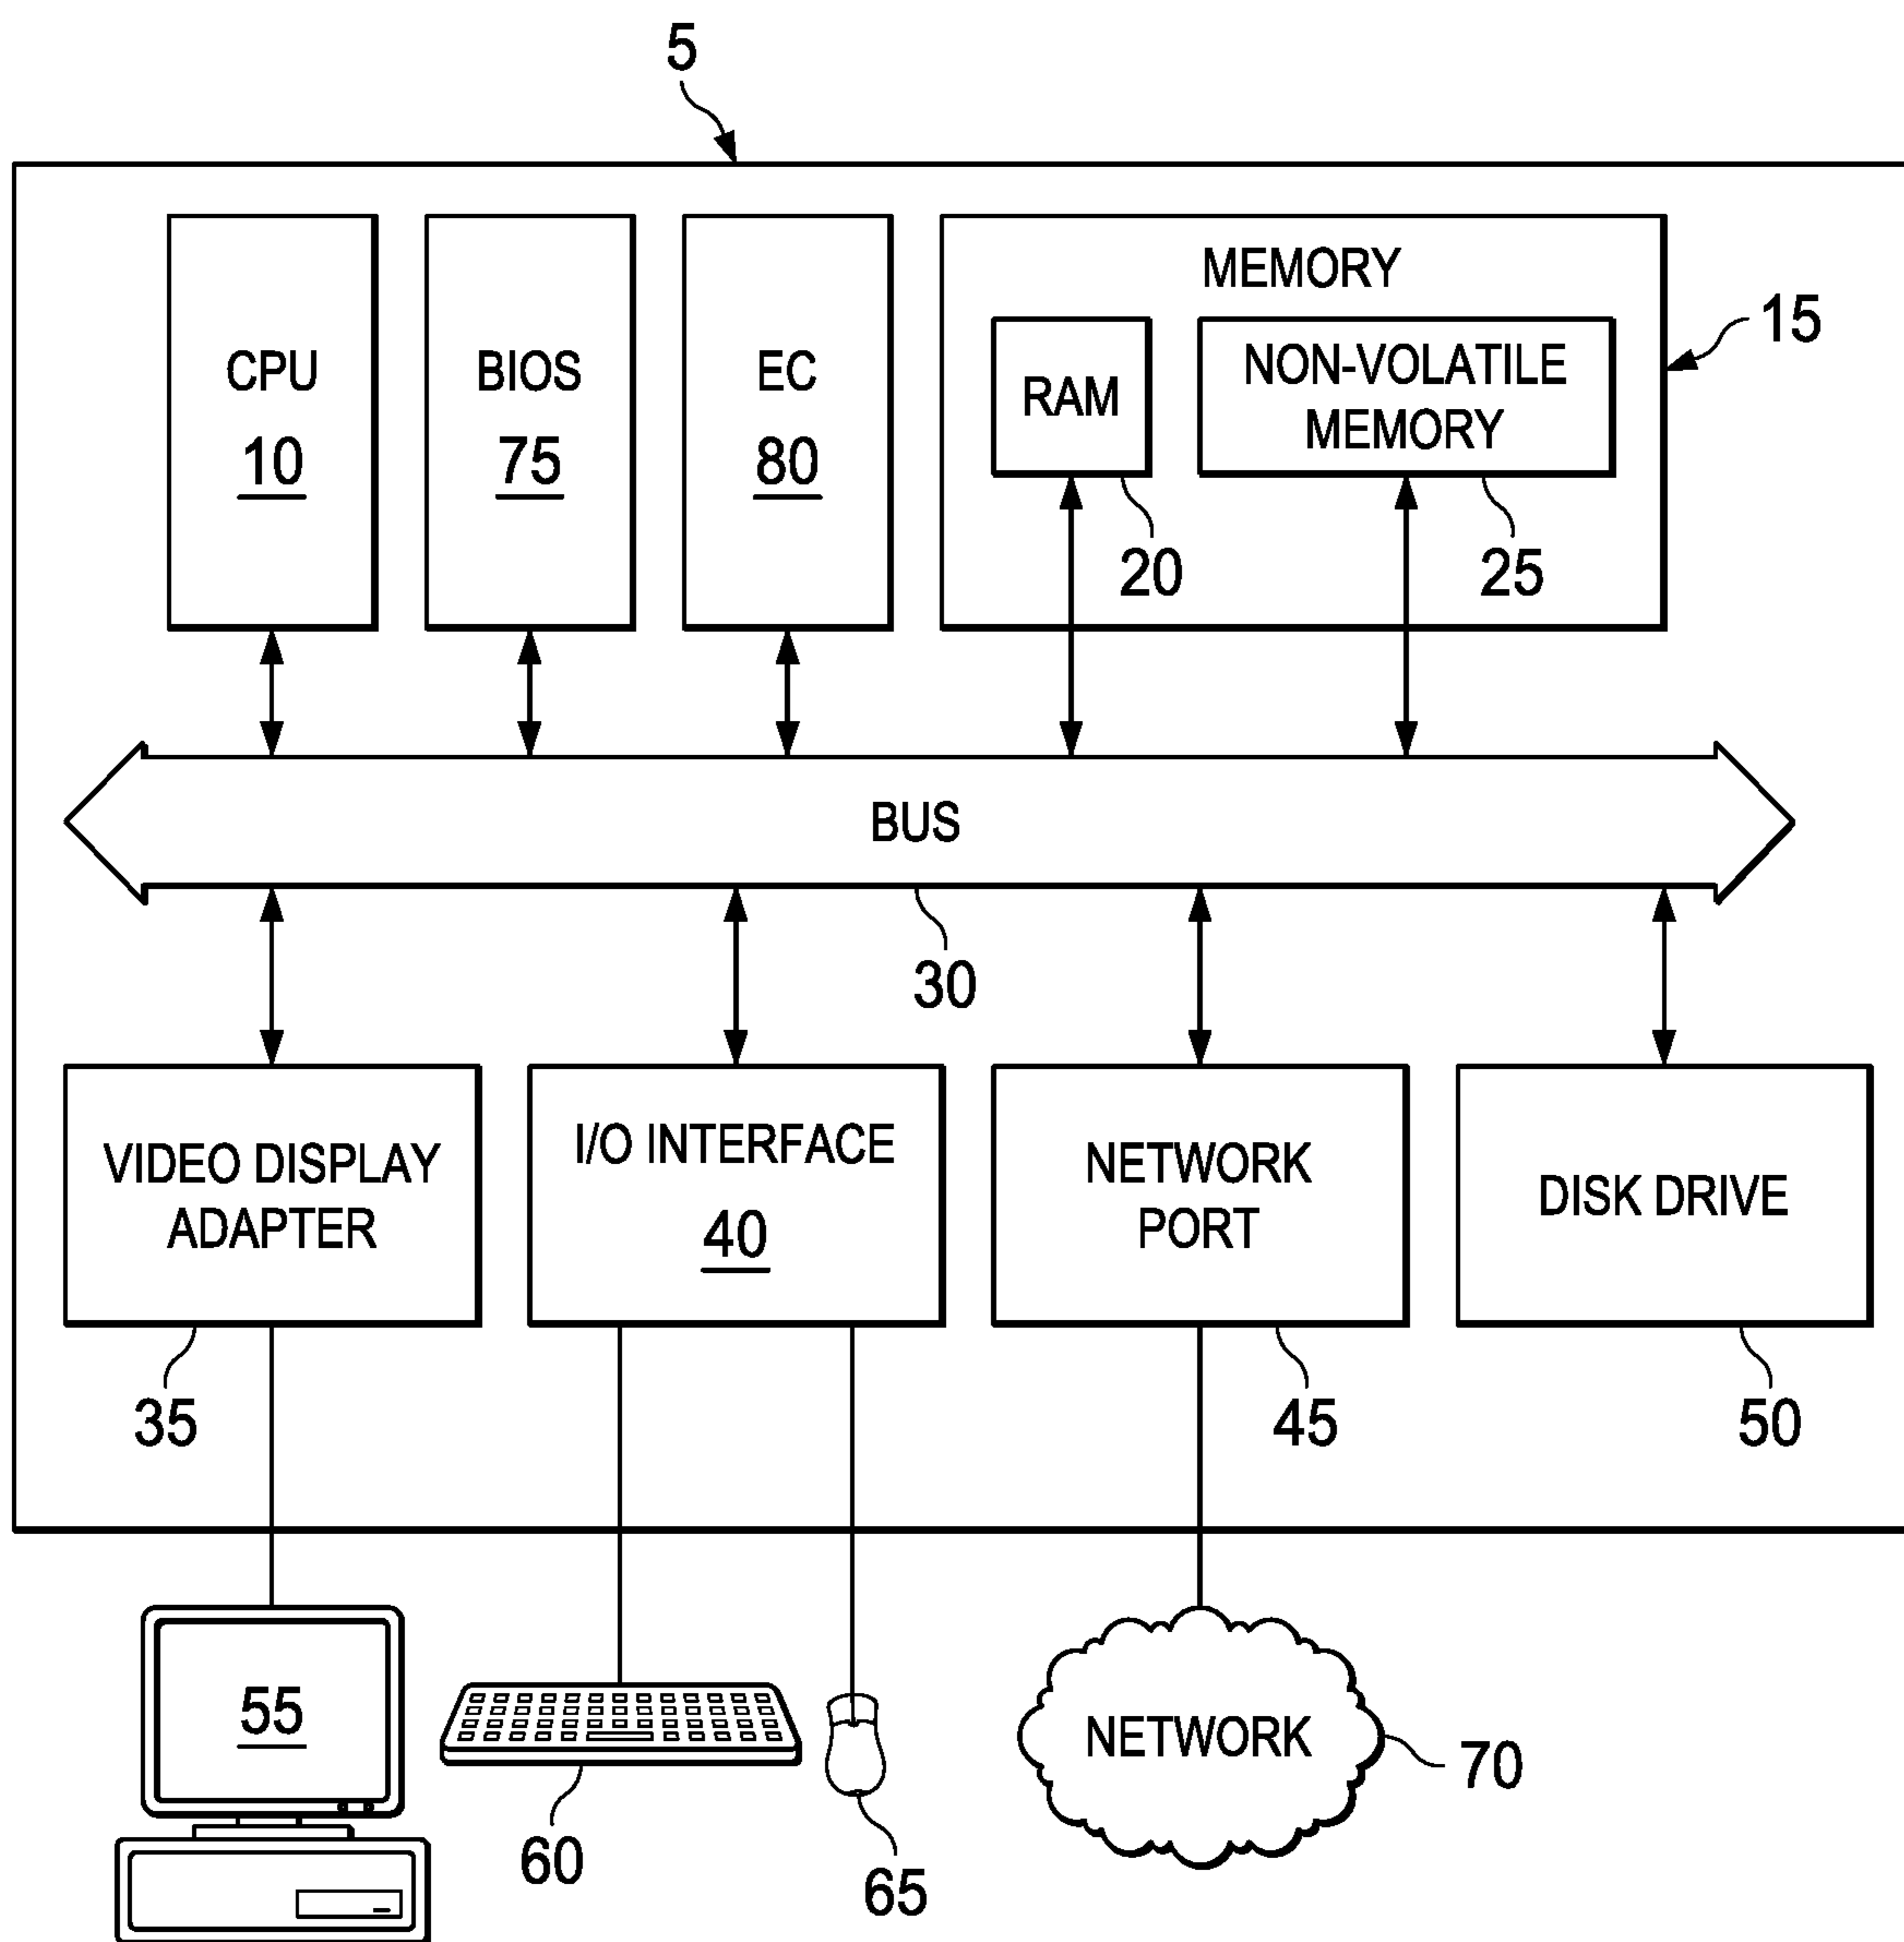 5
MEMORY
15
CPU
10
BIOS
75
EC
80
RAM
NON-VOLATILE
MEMORY
20
25
BUS
30
VIDEO DISPLAY
ADAPTER
I/O INTERFACE
40
NETWORK
PORT
DISK DRIVE
35
45
50
55
60
65
NETWORK
70